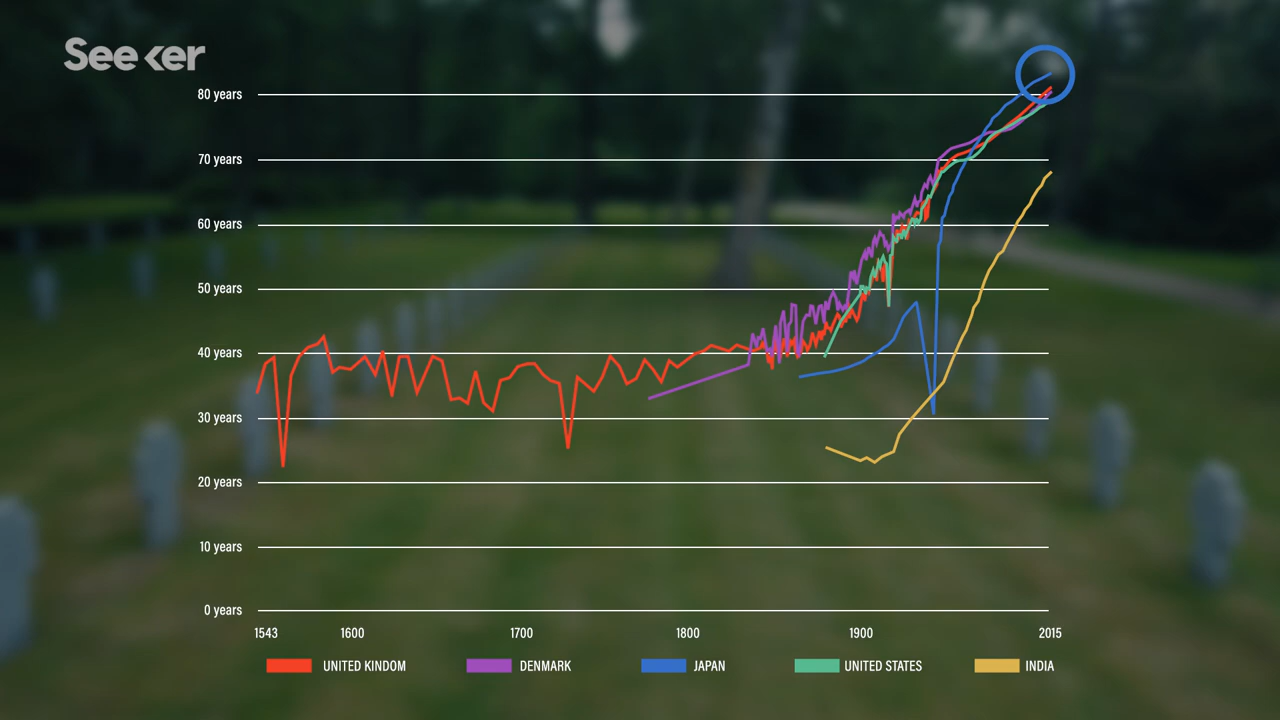 Seeker
80 years
70 years
60 years
50 years
40 years
30 years
20 years
10 years
0 years
1543 1600 1700 1800 1900 2015
UNITED KINDOM DENMARK JAPAN UNITED STATES INDIA